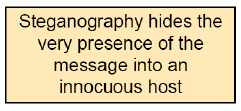 Steganography hides the
very presence of the
message into an
innocuous host